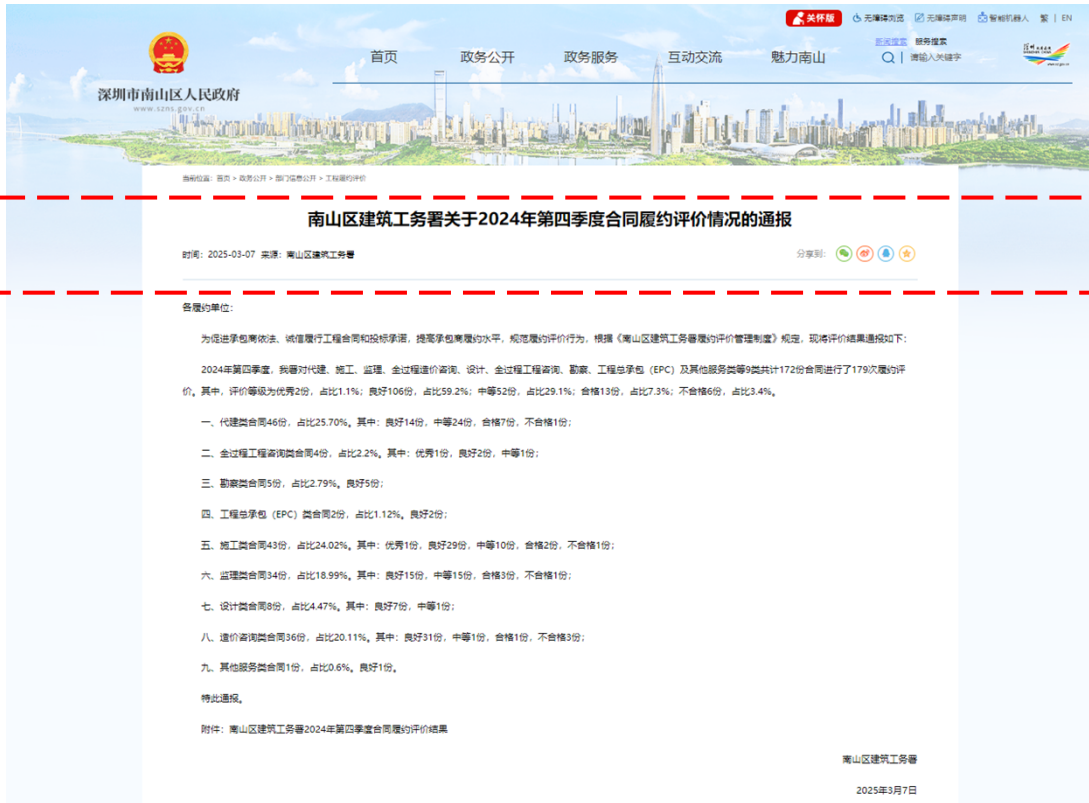 关怀版 无障碍浏览 无障碍声明 智能机器人 繁 | EN
新闻搜索 服务搜索
首页 政务公开 政务服务 互动交流 魅力南山 请输入关键字
深圳市南山区人民政府
www.szns.gov.cn
当前位置：首页 > 政务公开 > 部门信息公开 > 工程履约评价
南山区建筑工务署关于2024年第四季度合同履约评价情况的通报
时间：2025-03-07 来源：南山区建筑工务署 分享到：
各履约单位：
为促进承包商依法、诚信履行工程合同和投标承诺，提高承包商履约水平，规范履约评价行为，根据《南山区建筑工务署履约评价管理制度》规定，现将评价结果通报如下：
2024年第四季度，我署对代建、施工、监理、全过程造价咨询、设计、全过程工程咨询、勘察、工程总承包（EPC）及其他服务类等9类共计172份合同进行了179次履约评
价。其中，评价等级为优秀2份，占比1.1%；良好106份，占比59.2%；中等52份，占比29.1%；合格13份，占比7.3%；不合格6份，占比3.4%。
一、代建类合同46份，占比25.70%。其中：良好14份，中等24份，合格7份，不合格1份；
二、全过程工程咨询类合同4份，占比2.2%。其中：优秀1份，良好2份，中等1份；
三、勘察类合同5份，占比2.79%。良好5份；
四、工程总承包（EPC）类合同2份，占比1.12%。良好2份；
五、施工类合同43份，占比24.02%。其中：优秀1份，良好29份，中等10份，合格2份，不合格1份；
六、监理类合同34份，占比18.99%。其中：良好15份，中等15份，合格3份，不合格1份；
七、设计类合同8份，占比4.47%。其中：良好7份，中等1份；
八、造价咨询类合同36份，占比20.11%。其中：良好31份，中等1份，合格1份，不合格3份；
九、其他服务类合同1份，占比0.6%。良好1份。
特此通报。
附件：南山区建筑工务署2024年第四季度合同履约评价结果
南山区建筑工务署
2025年3月7日